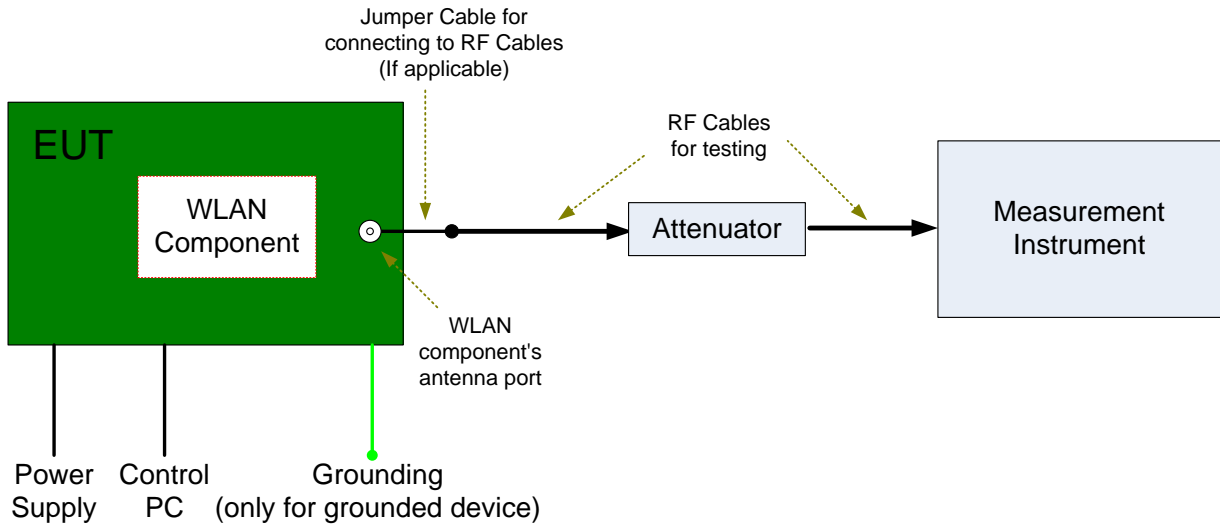 Jumper Cable for
connecting to RF Cables
(If applicable)
EUT
WLAN
Component
RF Cables
for testing
Attenuator
Measurement
Instrument
WLAN
component's
antenna port
Power
Supply
Control
PC
Grounding
(only for grounded device)